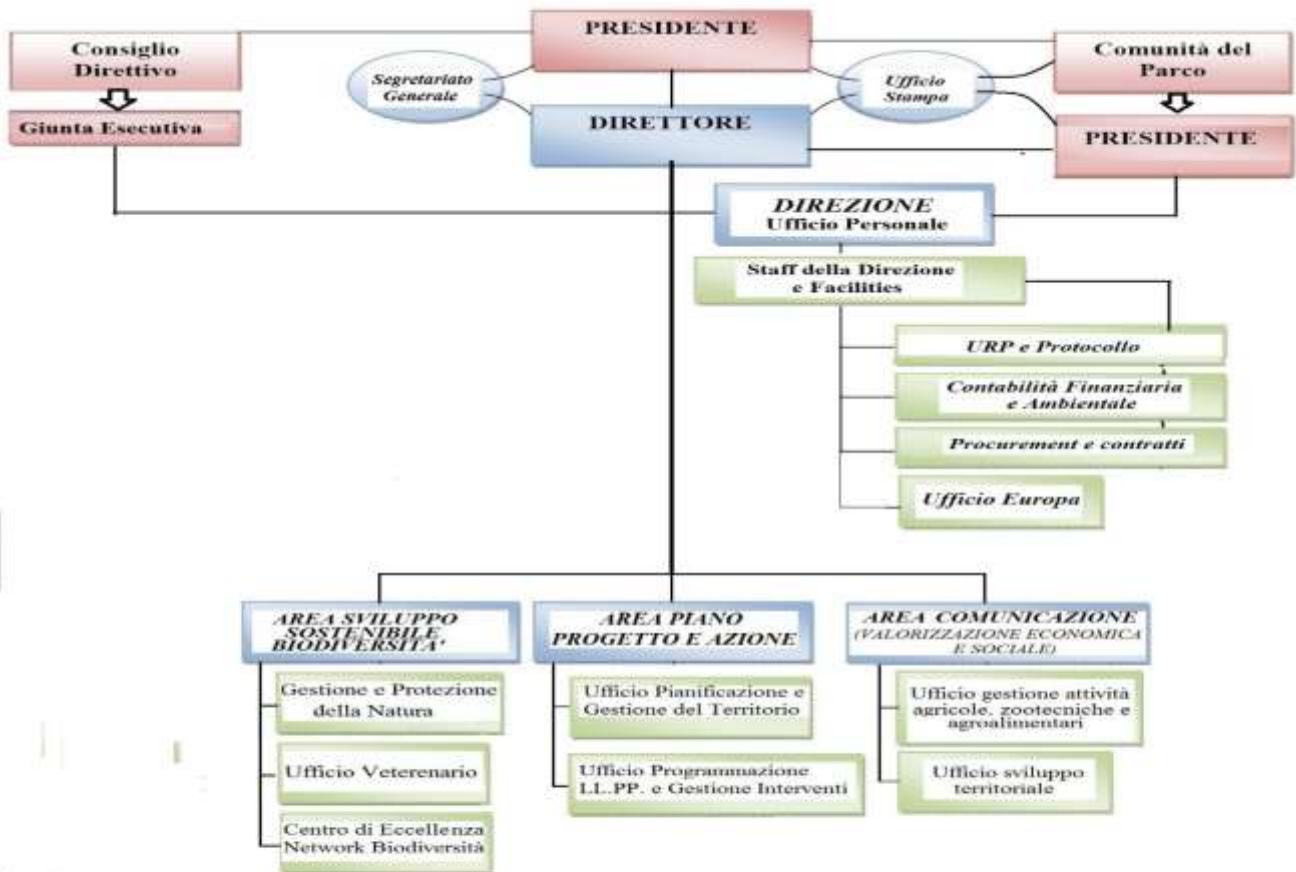 PRESIDENTE
Consiglio
Direttivo
Segretariato
Generale
Ufficio
Stampa
Comunità del
Parco
Giunta Esecutiva
DIRETTORE
PRESIDENTE
DIREZIONE
Ufficio Personale
Staff della Direzione
e Facilities
URP e Protocollo
Contabilità Finanziaria
e Ambientale
Procurement e contratti
Ufficio Europa
AREA SVILUPPO
SOSTENIBILE
BIODIVERSITA'
Gestione e Protezione
della Natura
Ufficio Veterenario
Centro di Eccellenza
Network Biodiversità
AREA PIANO
PROGETTO E AZIONE
Ufficio Pianificazione e
Gestione del Territorio
Ufficio Programmazione
LL.PP. e Gestione Interventi
AREA COMUNICAZIONE
(VALORIZZAZIONE ECONOMICA
E SOCIALE)
Ufficio gestione attività
agricole, zootecniche e
agroalimentari
Ufficio sviluppo
territoriale